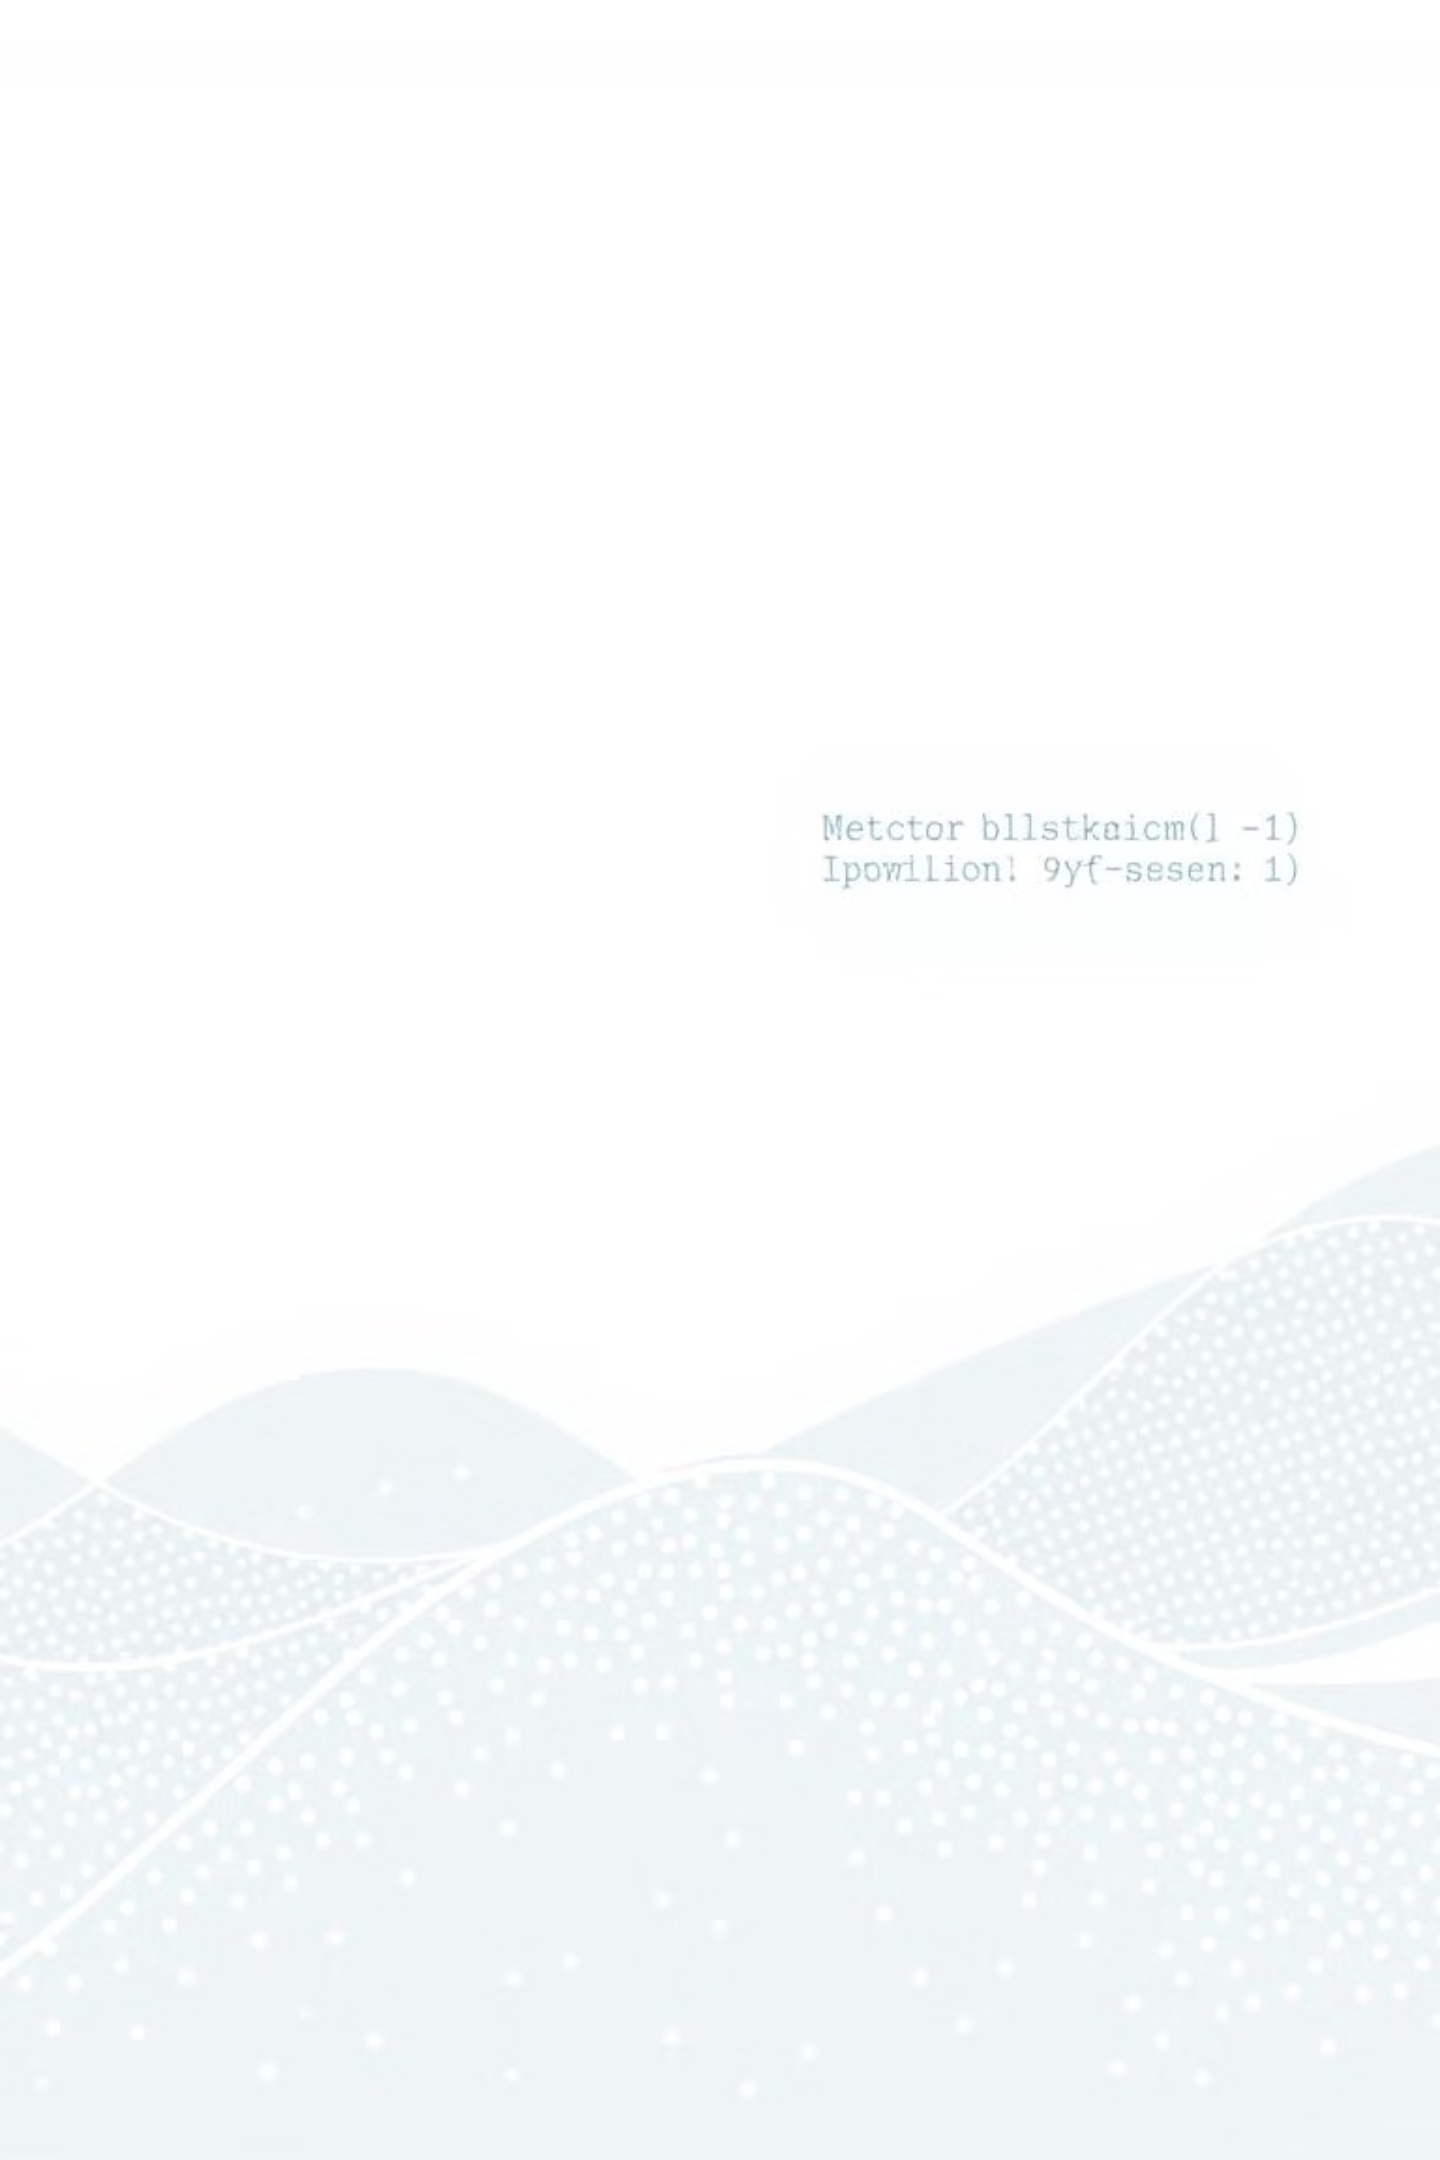 Metctor bllstkaicm(l -1)
Ipowilion! 9yf-sesen: 1)